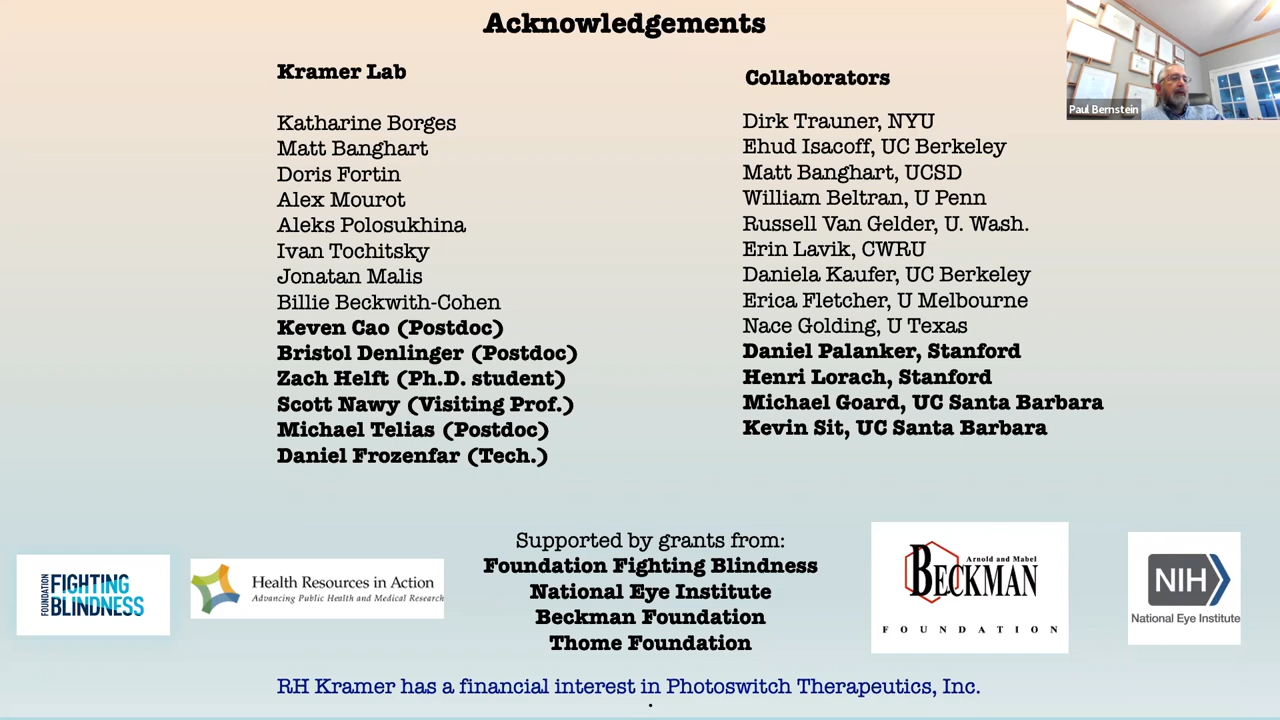 Acknowledgements
Paul Bernstein
Kramer Lab
Katharine Borges
Matt Banghart
Doris Fortin
Alex Mourot
Aleks Polosukhina
Ivan Tochitsky
Jonatan Malis
Billie Beckwith-Cohen
Keven Cao (Postdoc)
Bristol Denlinger (Postdoc)
Zach Helft (Ph.D. student)
Scott Nawy (Visiting Prof.)
Michael Telias (Postdoc)
Daniel Frozenfar (Tech.)
Collaborators
Dirk Trauner, NYU
Ehud Isacoff, UC Berkeley
Matt Banghart, UCSD
William Beltran, U Penn
Russell Van Gelder, U. Wash.
Erin Lavik, CWRU
Daniela Kaufer, UC Berkeley
Erica Fletcher, U Melbourne
Nace Golding, U Texas
Daniel Palanker, Stanford
Henri Lorach, Stanford
Michael Goard, UC Santa Barbara
Kevin Sit, UC Santa Barbara
FOUNDATION
FIGHTING
BLINDNESS
Health Resources in Action
Advancing Public Health and Medical Research
Supported by grants from:
Foundation Fighting Blindness
National Eye Institute
Beckman Foundation
Thome Foundation
Arnold and Mabel
BECKMAN
FOUNDATION
NIH
National Eye Institute
RH Kramer has a financial interest in Photoswitch Therapeutics, Inc.
.